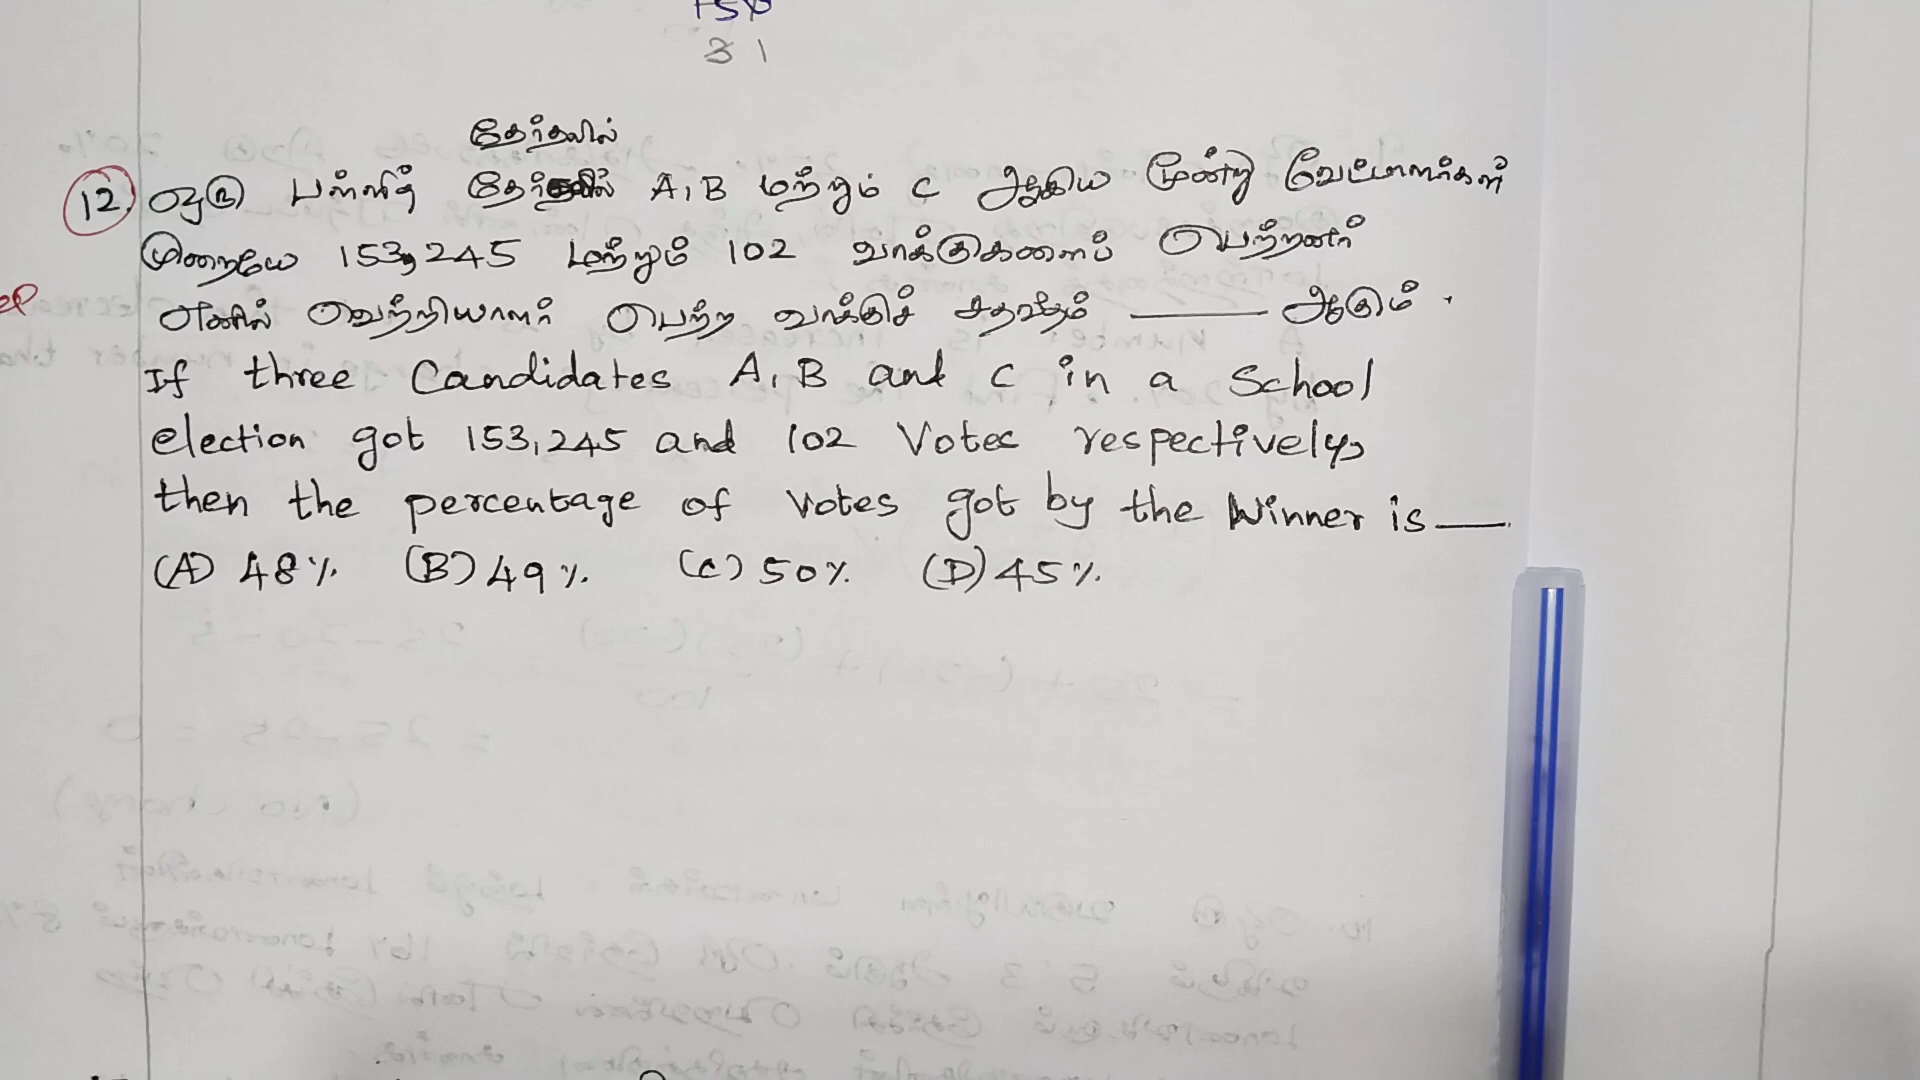 31
தேர்தலில்
12. ஒரு பள்ளித் A, B மற்றும் C ஆகிய மூன்று வேட்பாளர்கள்
முறையே 153, 245 மற்றும் 102 வாக்குகளைப் பெற்றனர்
எனில் வெற்றியாளர் பெற்ற வாக்குச் சதவீதம் ______ ஆகும்.
If three Candidates A, B and C in a School
election got 153, 245 and 102 Votes respectively,
then the percentage of Votes got by the Winner is ___.
(A) 48% (B) 49% (C) 50% (D) 45%